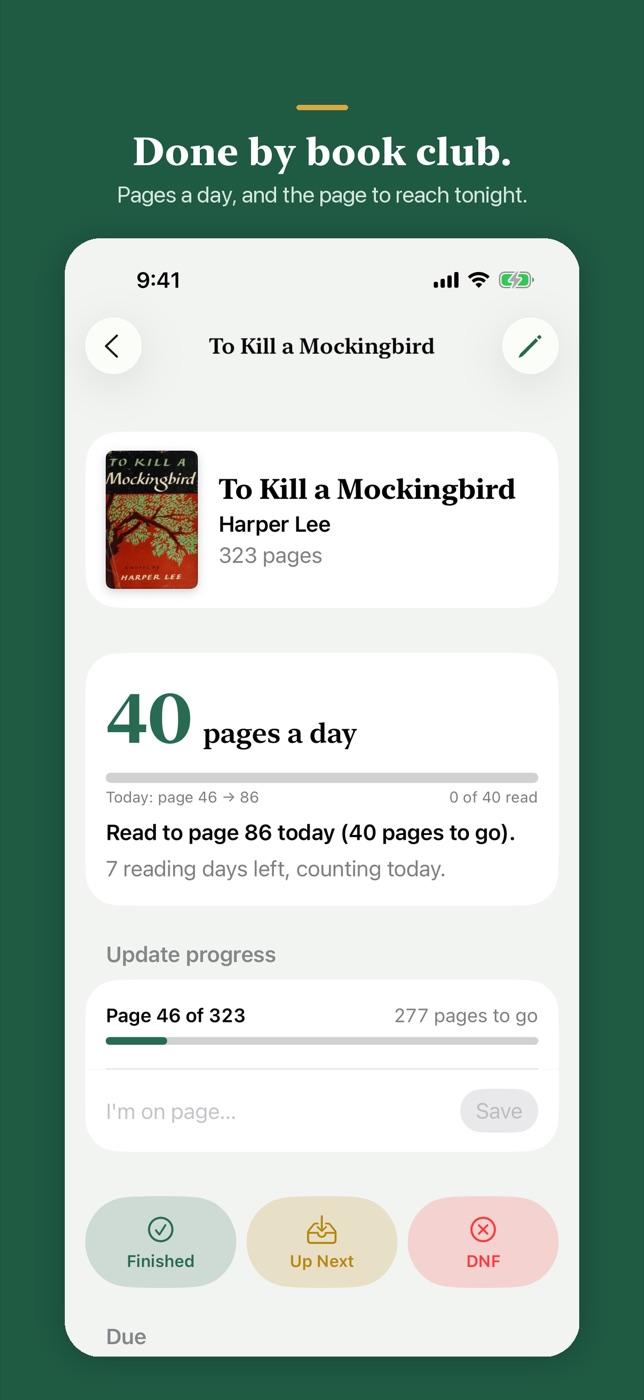 Done by book club.
Pages a day, and the page to reach tonight.
9:41
To Kill a Mockingbird
TO KILL A
Mockingbird
a novel by
HARPER LEE
To Kill a Mockingbird
Harper Lee
323 pages
40 pages a day
Today: page 46 → 86 0 of 40 read
Read to page 86 today (40 pages to go).
7 reading days left, counting today.
Update progress
Page 46 of 323 277 pages to go
I'm on page... Save
Finished Up Next DNF
Due